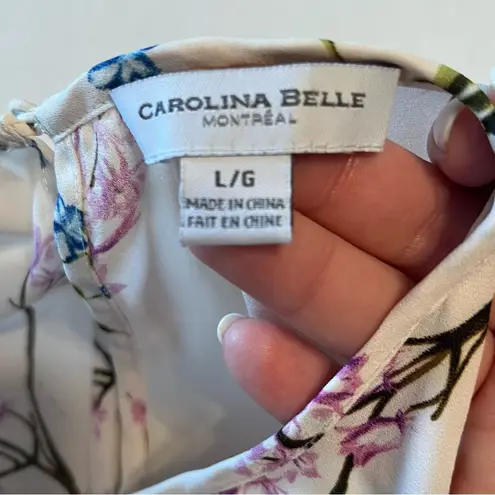 CAROLINA BELLE
MONTRÉAL
L/G
MADE IN CHINA
FAIT EN CHINE